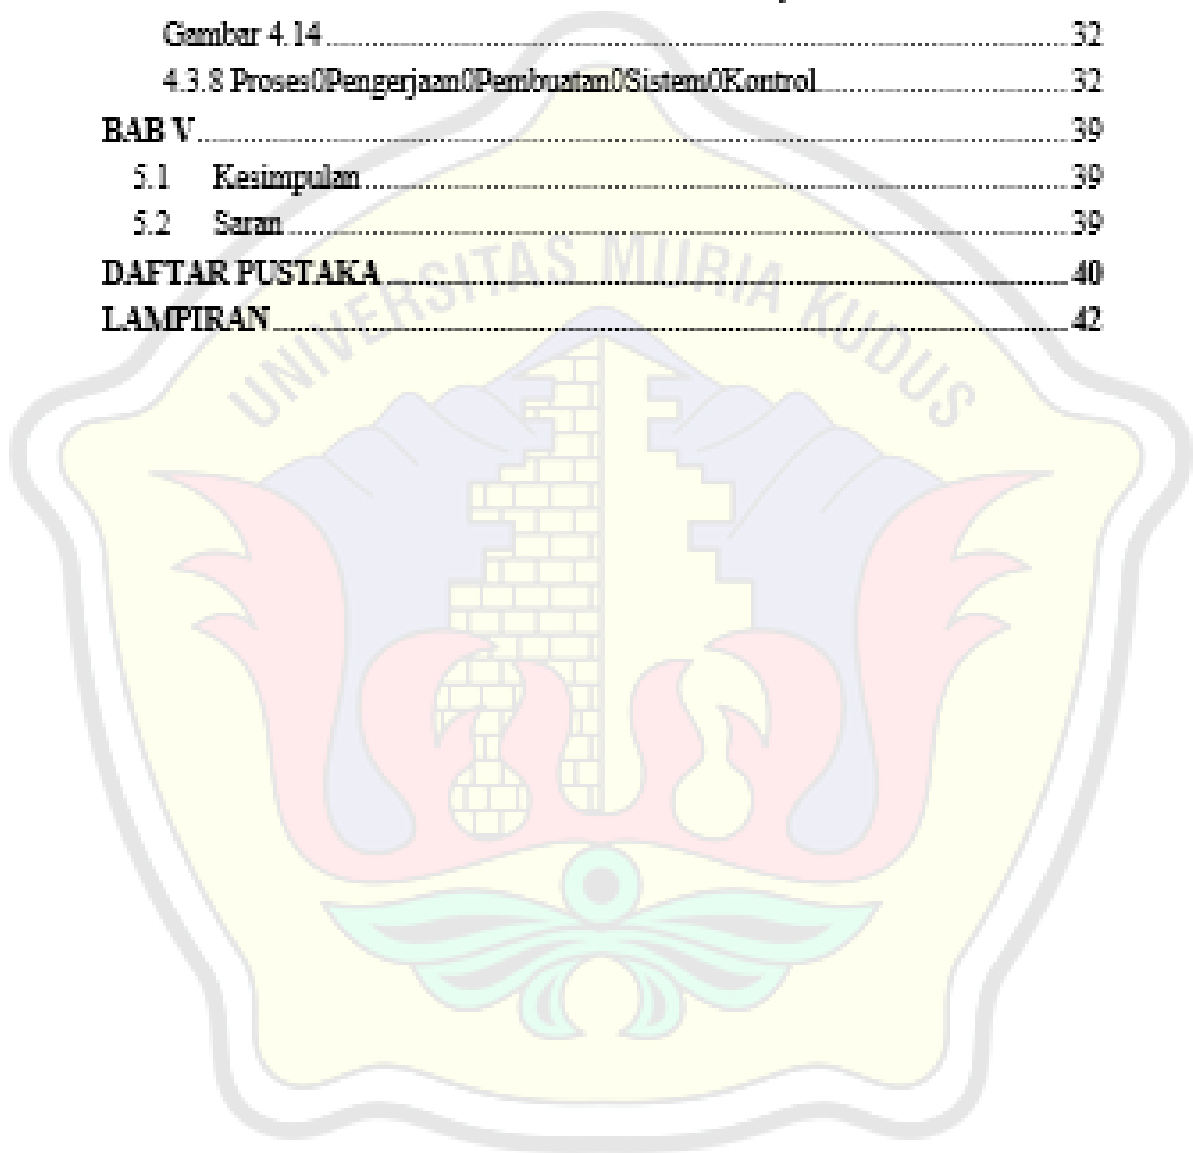 Gambar 4.14 32
4.3.8 Proses0Pengerjaan0Pembuatan0Sistem0Kontrol 32
BAB V 39
5.1 Kesimpulan 39
5.2 Saran 39
DAFTAR PUSTAKA 40
LAMPIRAN 42
UNIVERSITAS MURIA KUDUS